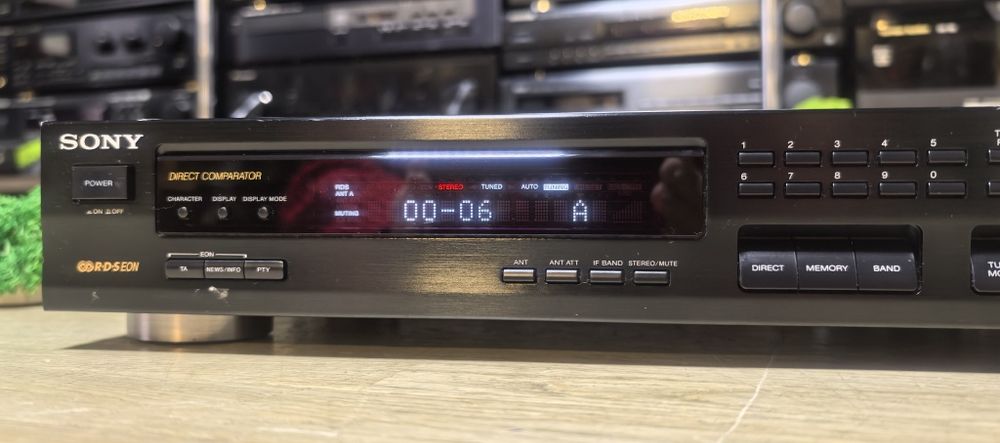 SONY
POWER
ON OFF
DIRECT COMPARATOR
CHARACTER DISPLAY DISPLAY MODE
RDS
ANT A
MUTING
STEREO TUNED AUTO TUNING
00-06 A
R·D·S EON
EON
TA NEWS/INFO PTY
ANT ANT ATT IF BAND STEREO/MUTE
1 2 3 4 5
6 7 8 9 0
DIRECT MEMORY BAND